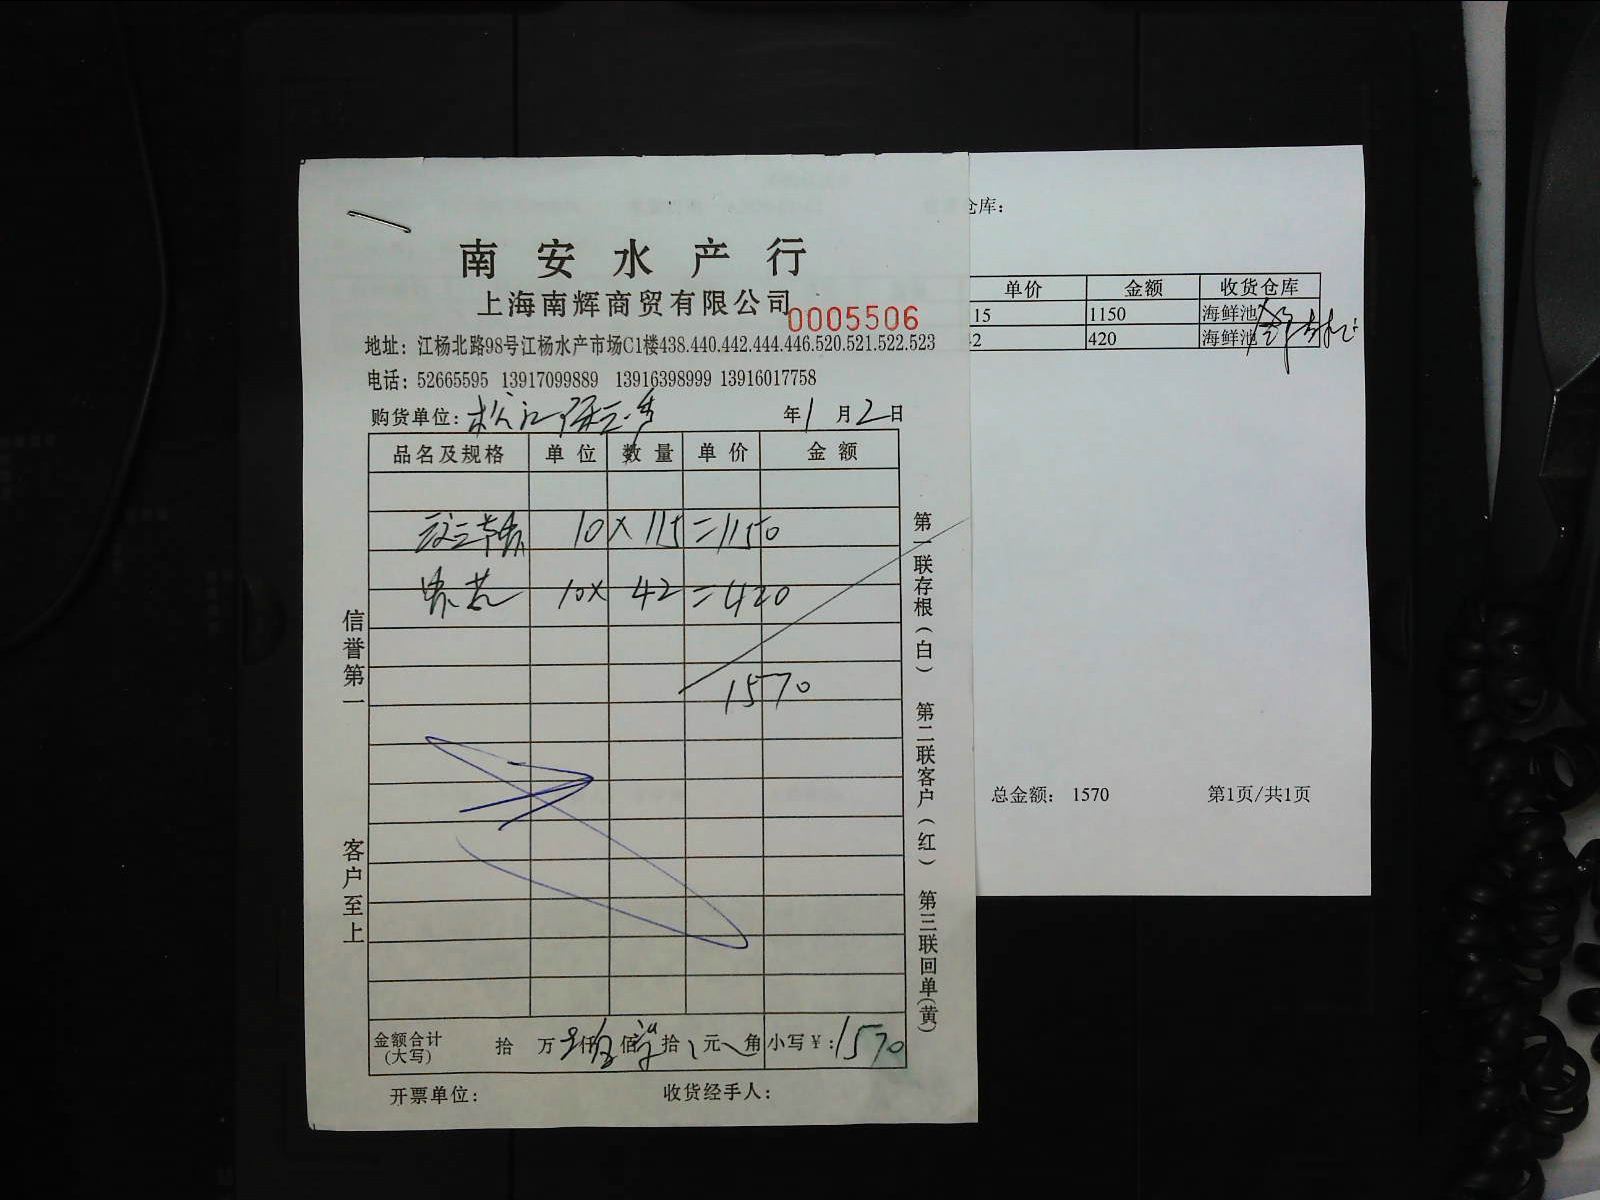 南安水产行
上海南辉商贸有限公司
0005506
地址：江杨北路98号江杨水产市场C1楼438.440.442.444.446.520.521.522.523
电话：52665595 13917099889 13916398999 13916017758
购货单位：松江
年1月2日
品名及规格 单位 数量 单价 金额
10×115=1150
10×42=420
1570
金额合计(大写) 拾 万 仟 佰 拾 元 角 小写￥：1570
开票单位： 收货经手人：
信誉第一 客户至上
第一联存根(白) 第二联客户(红) 第三联回单(黄)
仓库：
单价 金额 收货仓库
15 1150 海鲜池
2 420 海鲜池
总金额： 1570 第1页/共1页